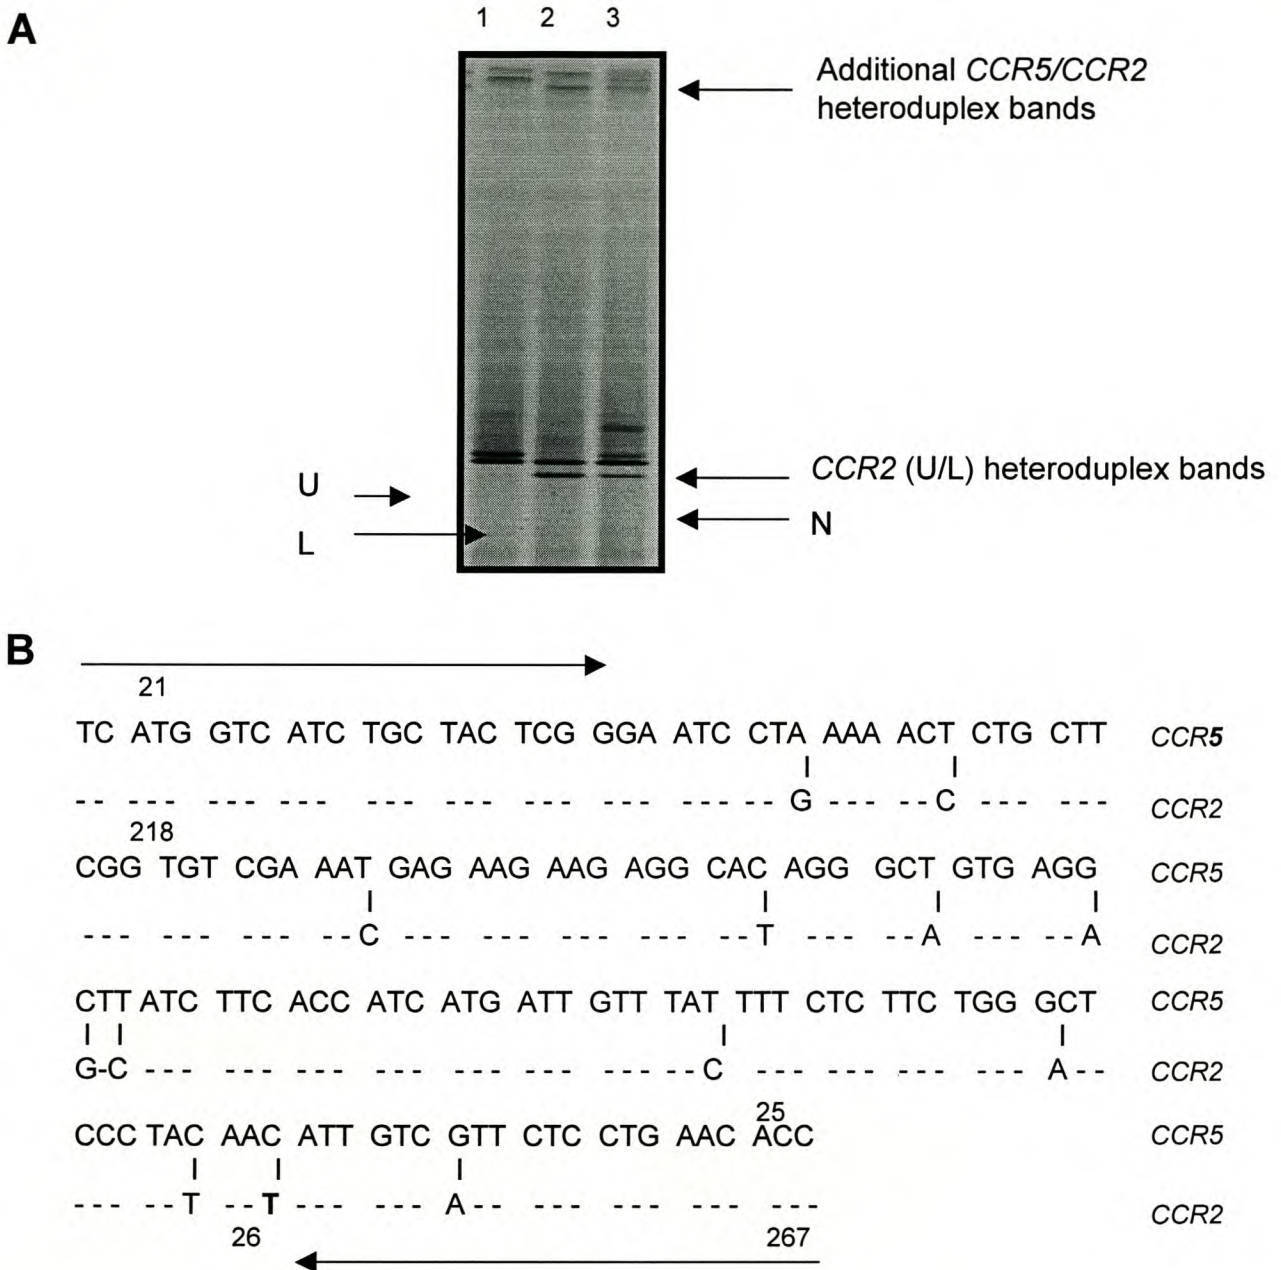 A
1 2 3
Additional CCR5/CCR2
heteroduplex bands
U
L
CCR2 (U/L) heteroduplex bands
N
B
21
TC ATG GTC ATC TGC TAC TCG GGA ATC CTA AAA ACT CTG CTT CCR5
-- --- --- --- --- --- --- --- --- --G --- --C --- --- CCR2
218
CGG TGT CGA AAT GAG AAG AAG AGG CAC AGG GCT GTG AGG CCR5
--- --- --- --C --- --- --- --- --T --- --A --- --A CCR2
CTT ATC TTC ACC ATC ATG ATT GTT TAT TTT CTC TTC TGG GCT CCR5
G-C --- --- --- --- --- --- --- --C --- --- --- --- A-- CCR2
25
CCC TAC AAC ATT GTC GTT CTC CTG AAC ACC CCR5
--- --T --T --- --- A-- --- --- --- --- CCR2
26 267